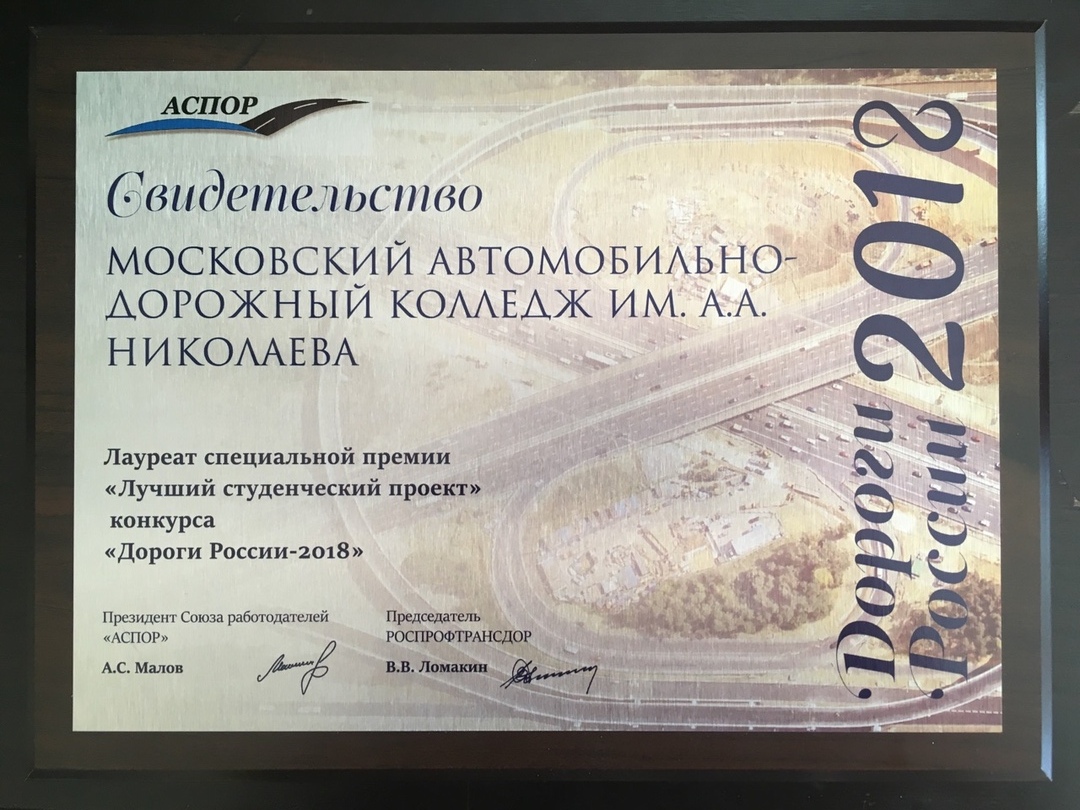 АСПОР
Свидетельство
МОСКОВСКИЙ АВТОМОБИЛЬНО-
ДОРОЖНЫЙ КОЛЛЕДЖ ИМ. А.А.
НИКОЛАЕВА
Лауреат специальной премии
«Лучший студенческий проект»
конкурса
«Дороги России-2018»
Президент Союза работодателей
«АСПОР»
А.С. Малов
Председатель
РОСПРОФТРАНСДОР
В.В. Ломакин
Дороги
России 2018